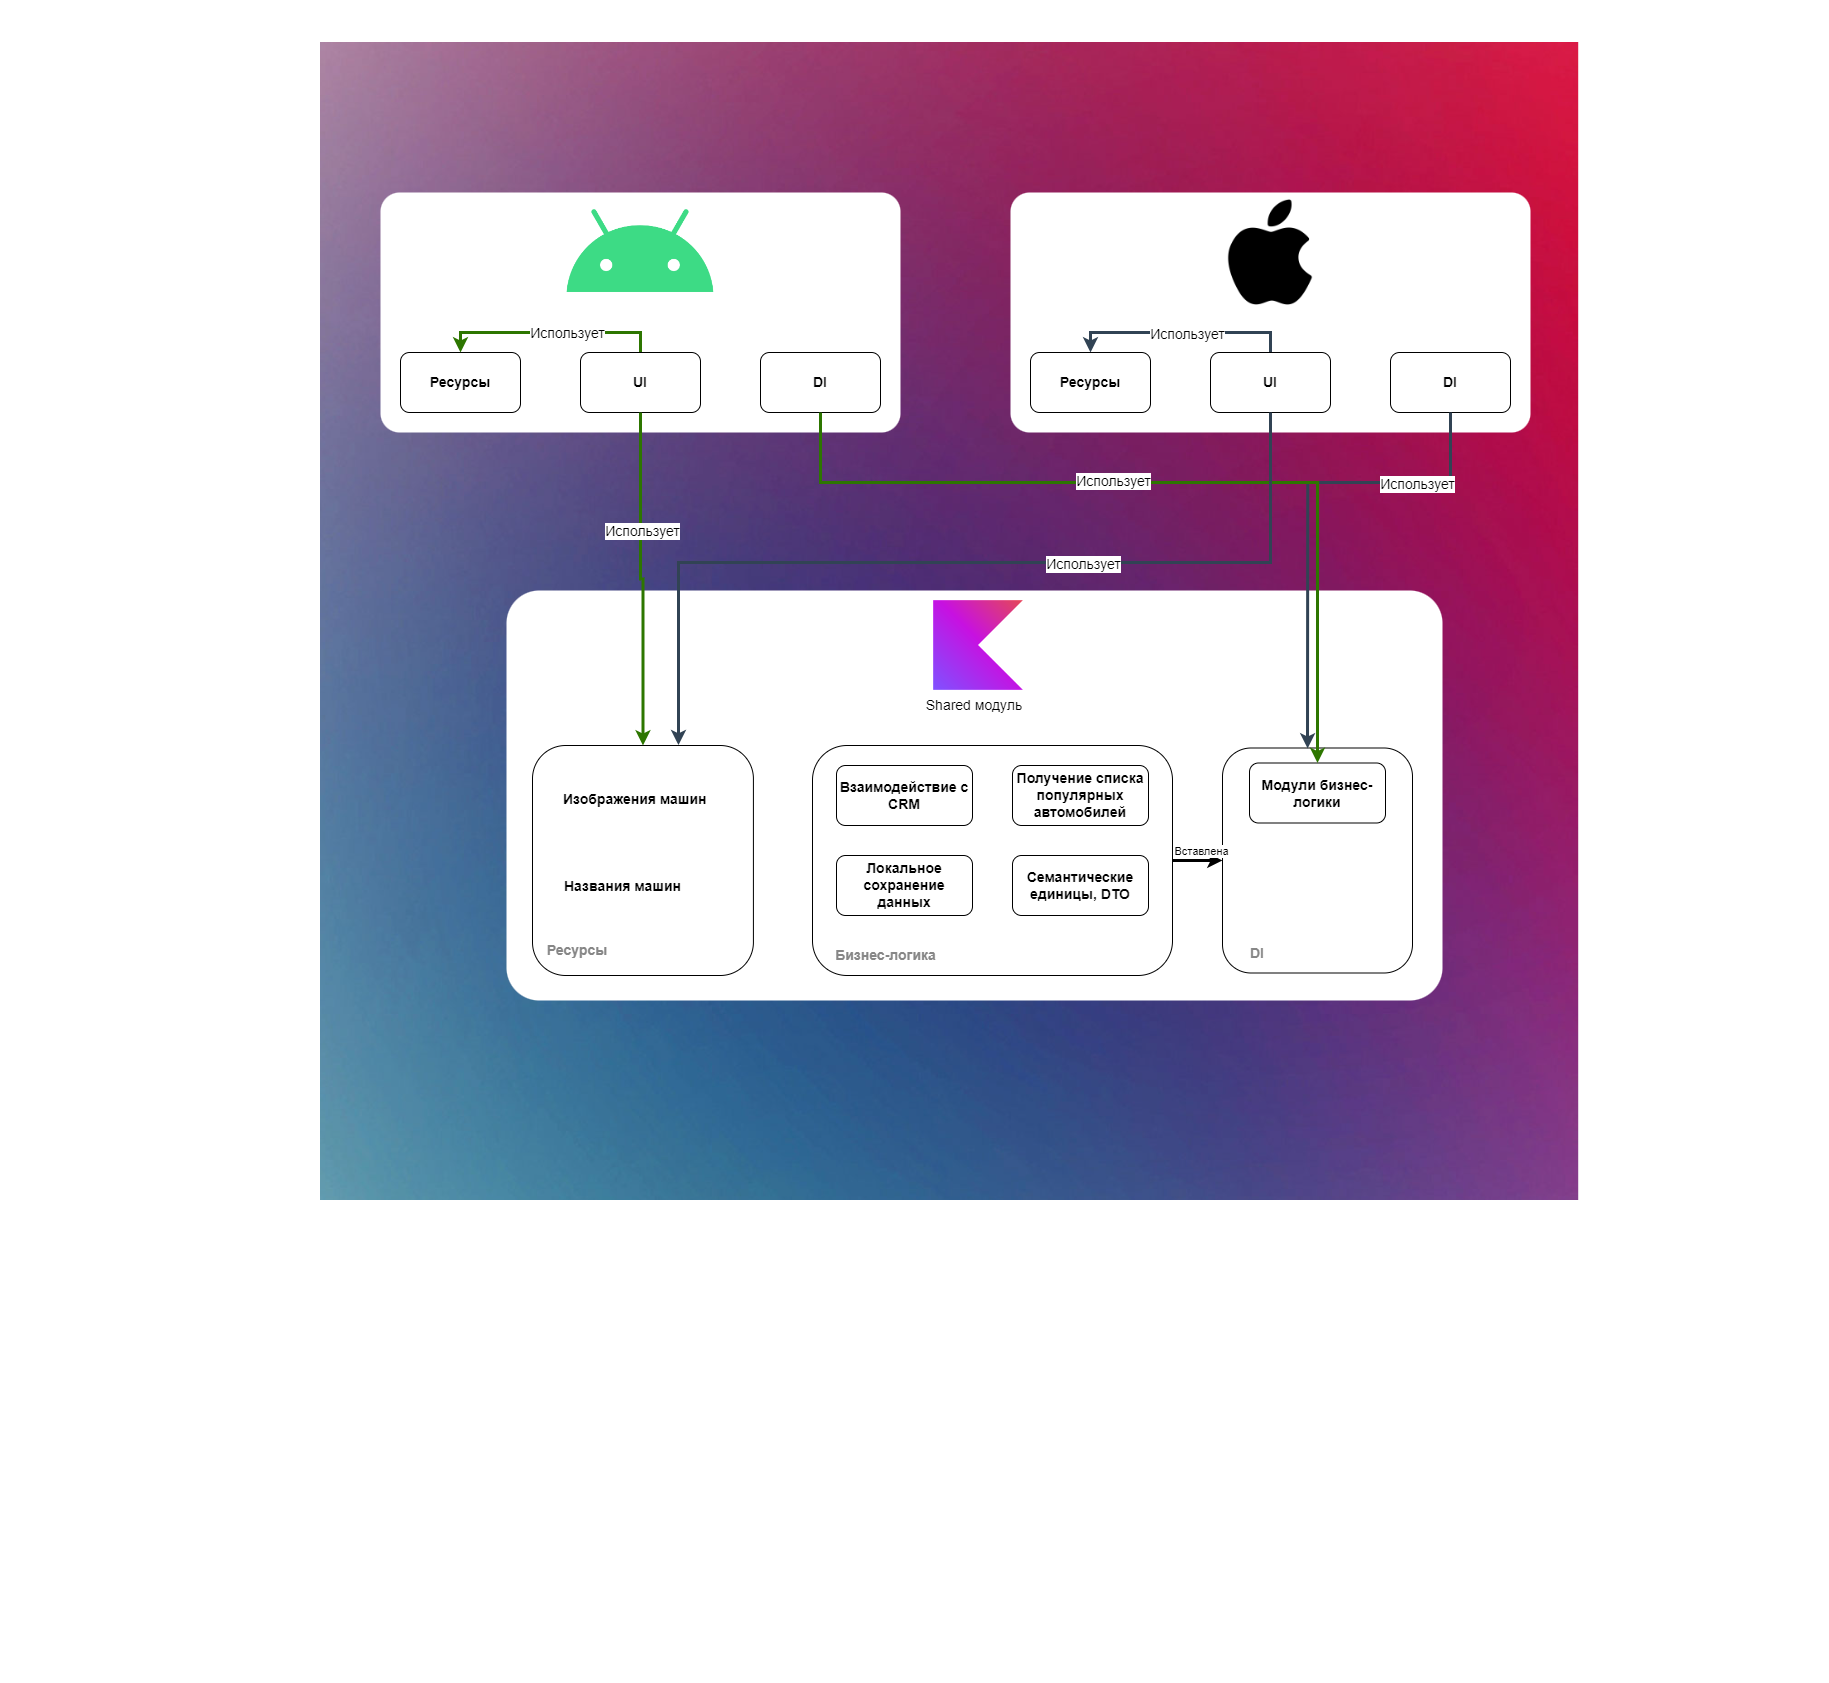 Использует
Использует
Ресурсы
UI
DI
Ресурсы
UI
DI
Использует
Использует
Использует
Использует
Shared модуль
Изображения машин
Названия машин
Ресурсы
Взаимодействие с
CRM
Получение списка
популярных
автомобилей
Локальное
сохранение
данных
Семантические
единицы, DTO
Бизнес-логика
Вставлена
Модули бизнес-
логики
DI